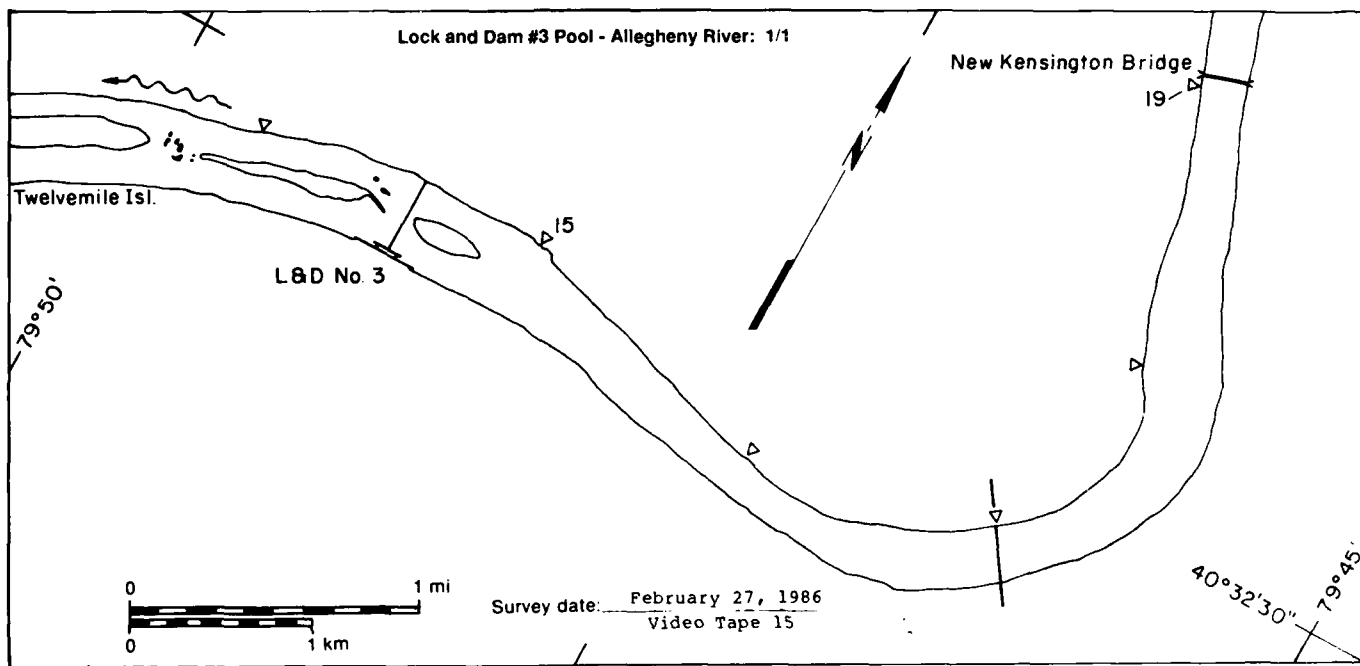 Lock and Dam #3 Pool - Allegheny River: 1/1
New Kensington Bridge
19
Twelvemile Isl.
15
L&D No. 3
79°50'
0 1 mi
0 1 km
Survey date: February 27, 1986
Video Tape 15
40°32'30"
79°45'
N